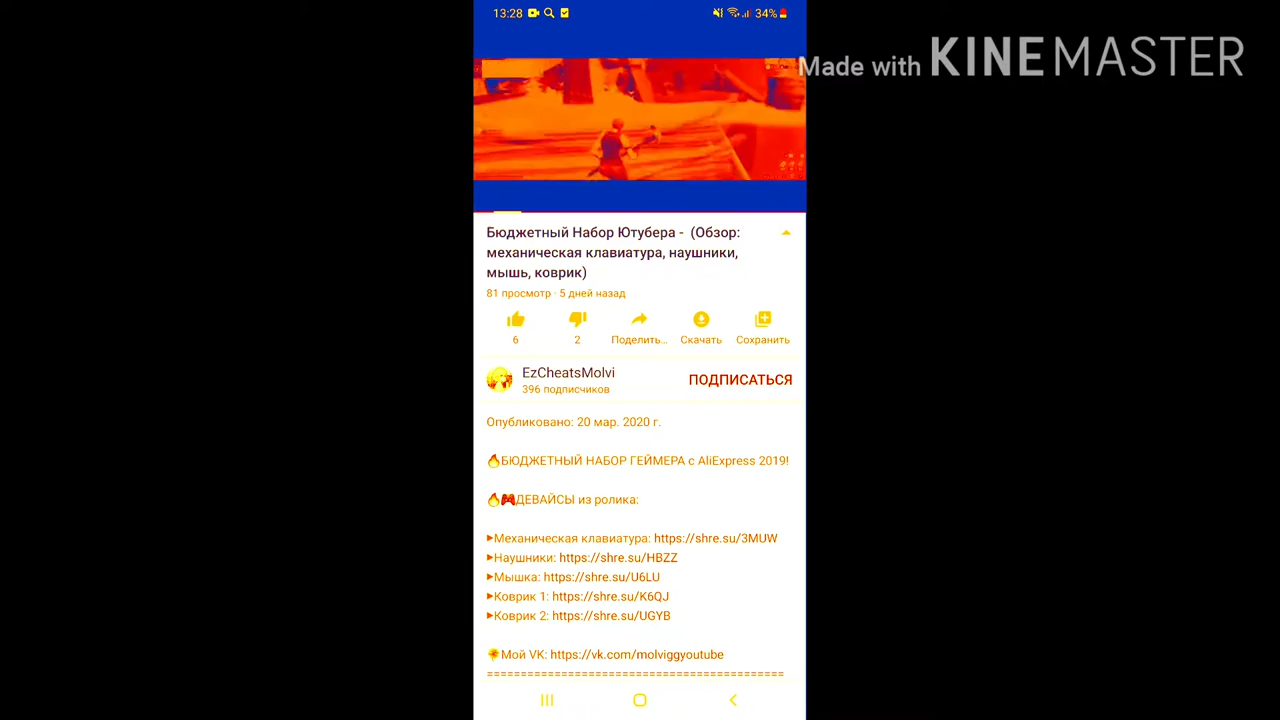 13:28
34%
Made with KINEMASTER
Бюджетный Набор Ютубера - (Обзор:
механическая клавиатура, наушники,
мышь, коврик)
81 просмотр · 5 дней назад
6
2
Поделить...
Скачать
Сохранить
EzCheatsMolvi
396 подписчиков
ПОДПИСАТЬСЯ
Опубликовано: 20 мар. 2020 г.
🔥БЮДЖЕТНЫЙ НАБОР ГЕЙМЕРА с AliExpress 2019!
🔥🎮ДЕВАЙСЫ из ролика:
►Механическая клавиатура: https://shre.su/3MUW
►Наушники: https://shre.su/HBZZ
►Мышка: https://shre.su/U6LU
►Коврик 1: https://shre.su/K6QJ
►Коврик 2: https://shre.su/UGYB
Мой VK: https://vk.com/molviggyoutube
============================================